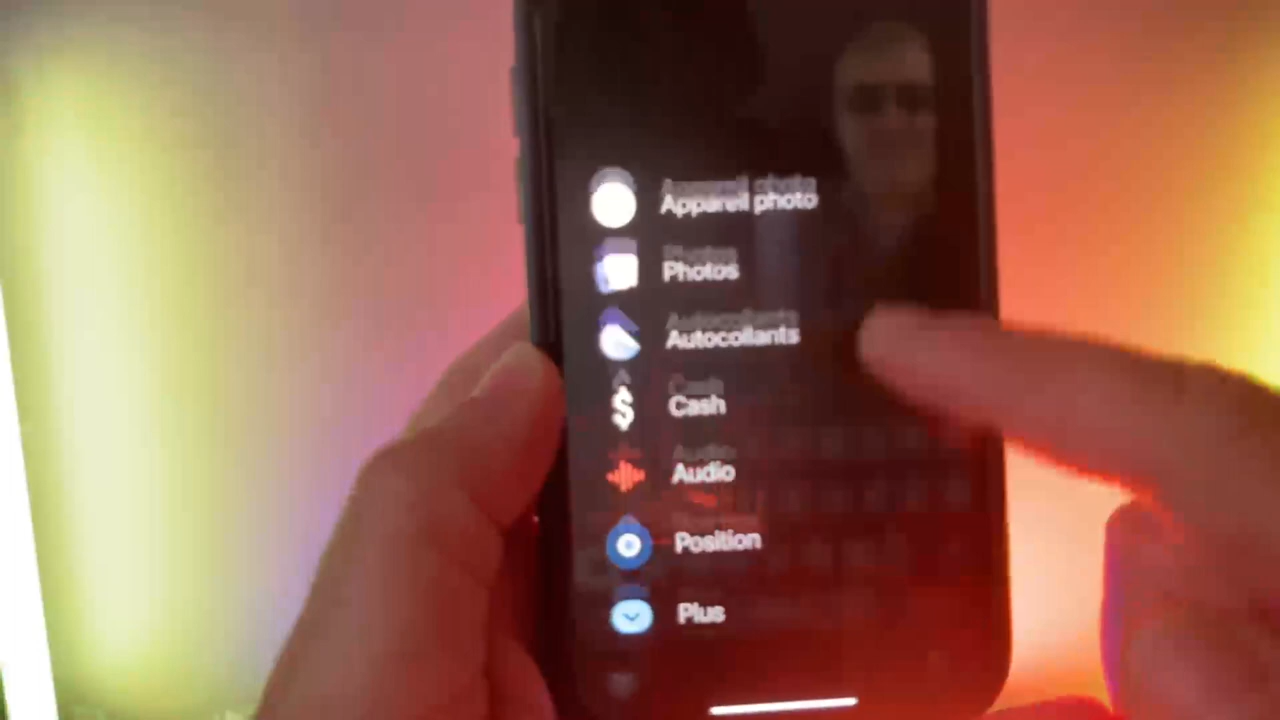 Appareil photo
Photos
Autocollants
$ Cash
Audio
Position
Plus